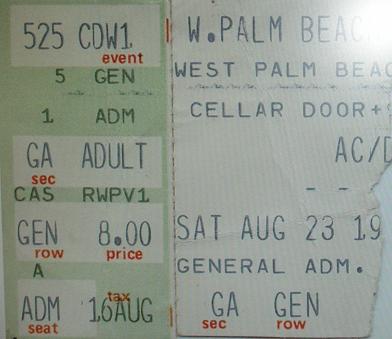 525 CDW1
event
5 GEN
1 ADM
GA ADULT
sec
CAS RWPV1
GEN 8.00
row price
A
tax
ADM 16AUG
seat
W.PALM BEAC
WEST PALM BEAC
CELLAR DOOR+
AC/D
- -
SAT AUG 23 19
GENERAL ADM.
GA GEN
sec row